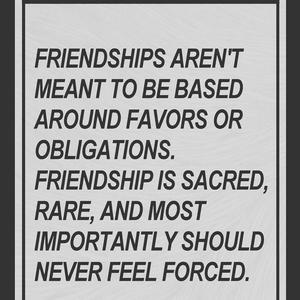 FRIENDSHIPS AREN'T
MEANT TO BE BASED
AROUND FAVORS OR
OBLIGATIONS.
FRIENDSHIP IS SACRED,
RARE, AND MOST
IMPORTANTLY SHOULD
NEVER FEEL FORCED.